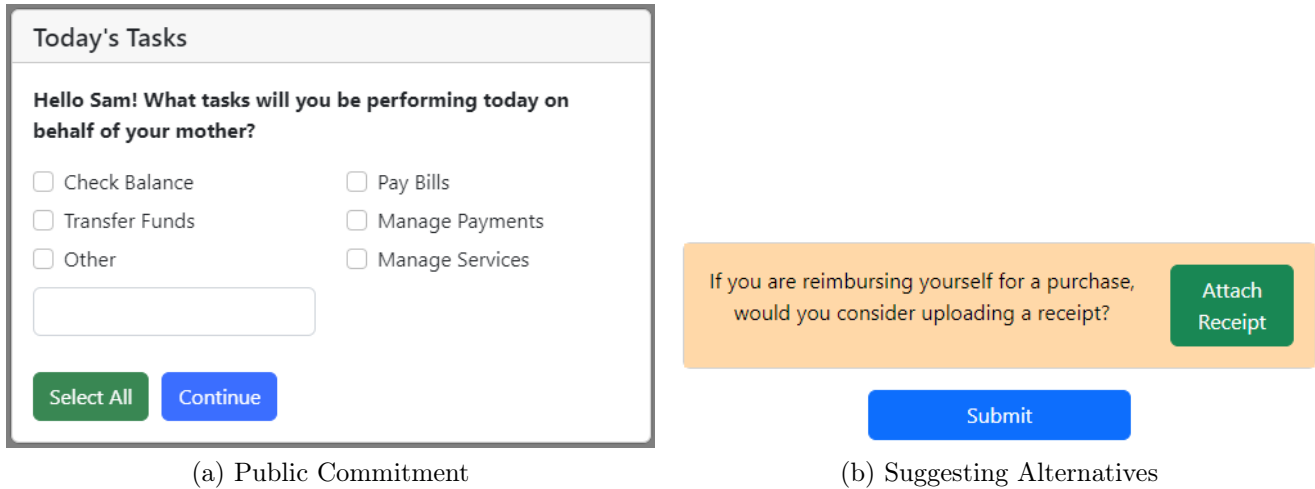 Today's Tasks
Hello Sam! What tasks will you be performing today on
behalf of your mother?
Check Balance
Pay Bills
Transfer Funds
Manage Payments
Other
Manage Services
Select All
Continue
(a) Public Commitment
If you are reimbursing yourself for a purchase,
would you consider uploading a receipt?
Attach
Receipt
Submit
(b) Suggesting Alternatives